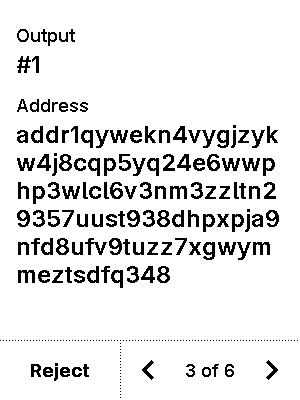 Output
#1
Address
addr1qywekn4vygjzyk
w4j8cqp5yq24e6wwp
hp3wlcl6v3nm3zzltn2
9357uust938dhpxpja9
nfd8ufv9tuzz7xgwym
meztsdfq348
Reject
3 of 6